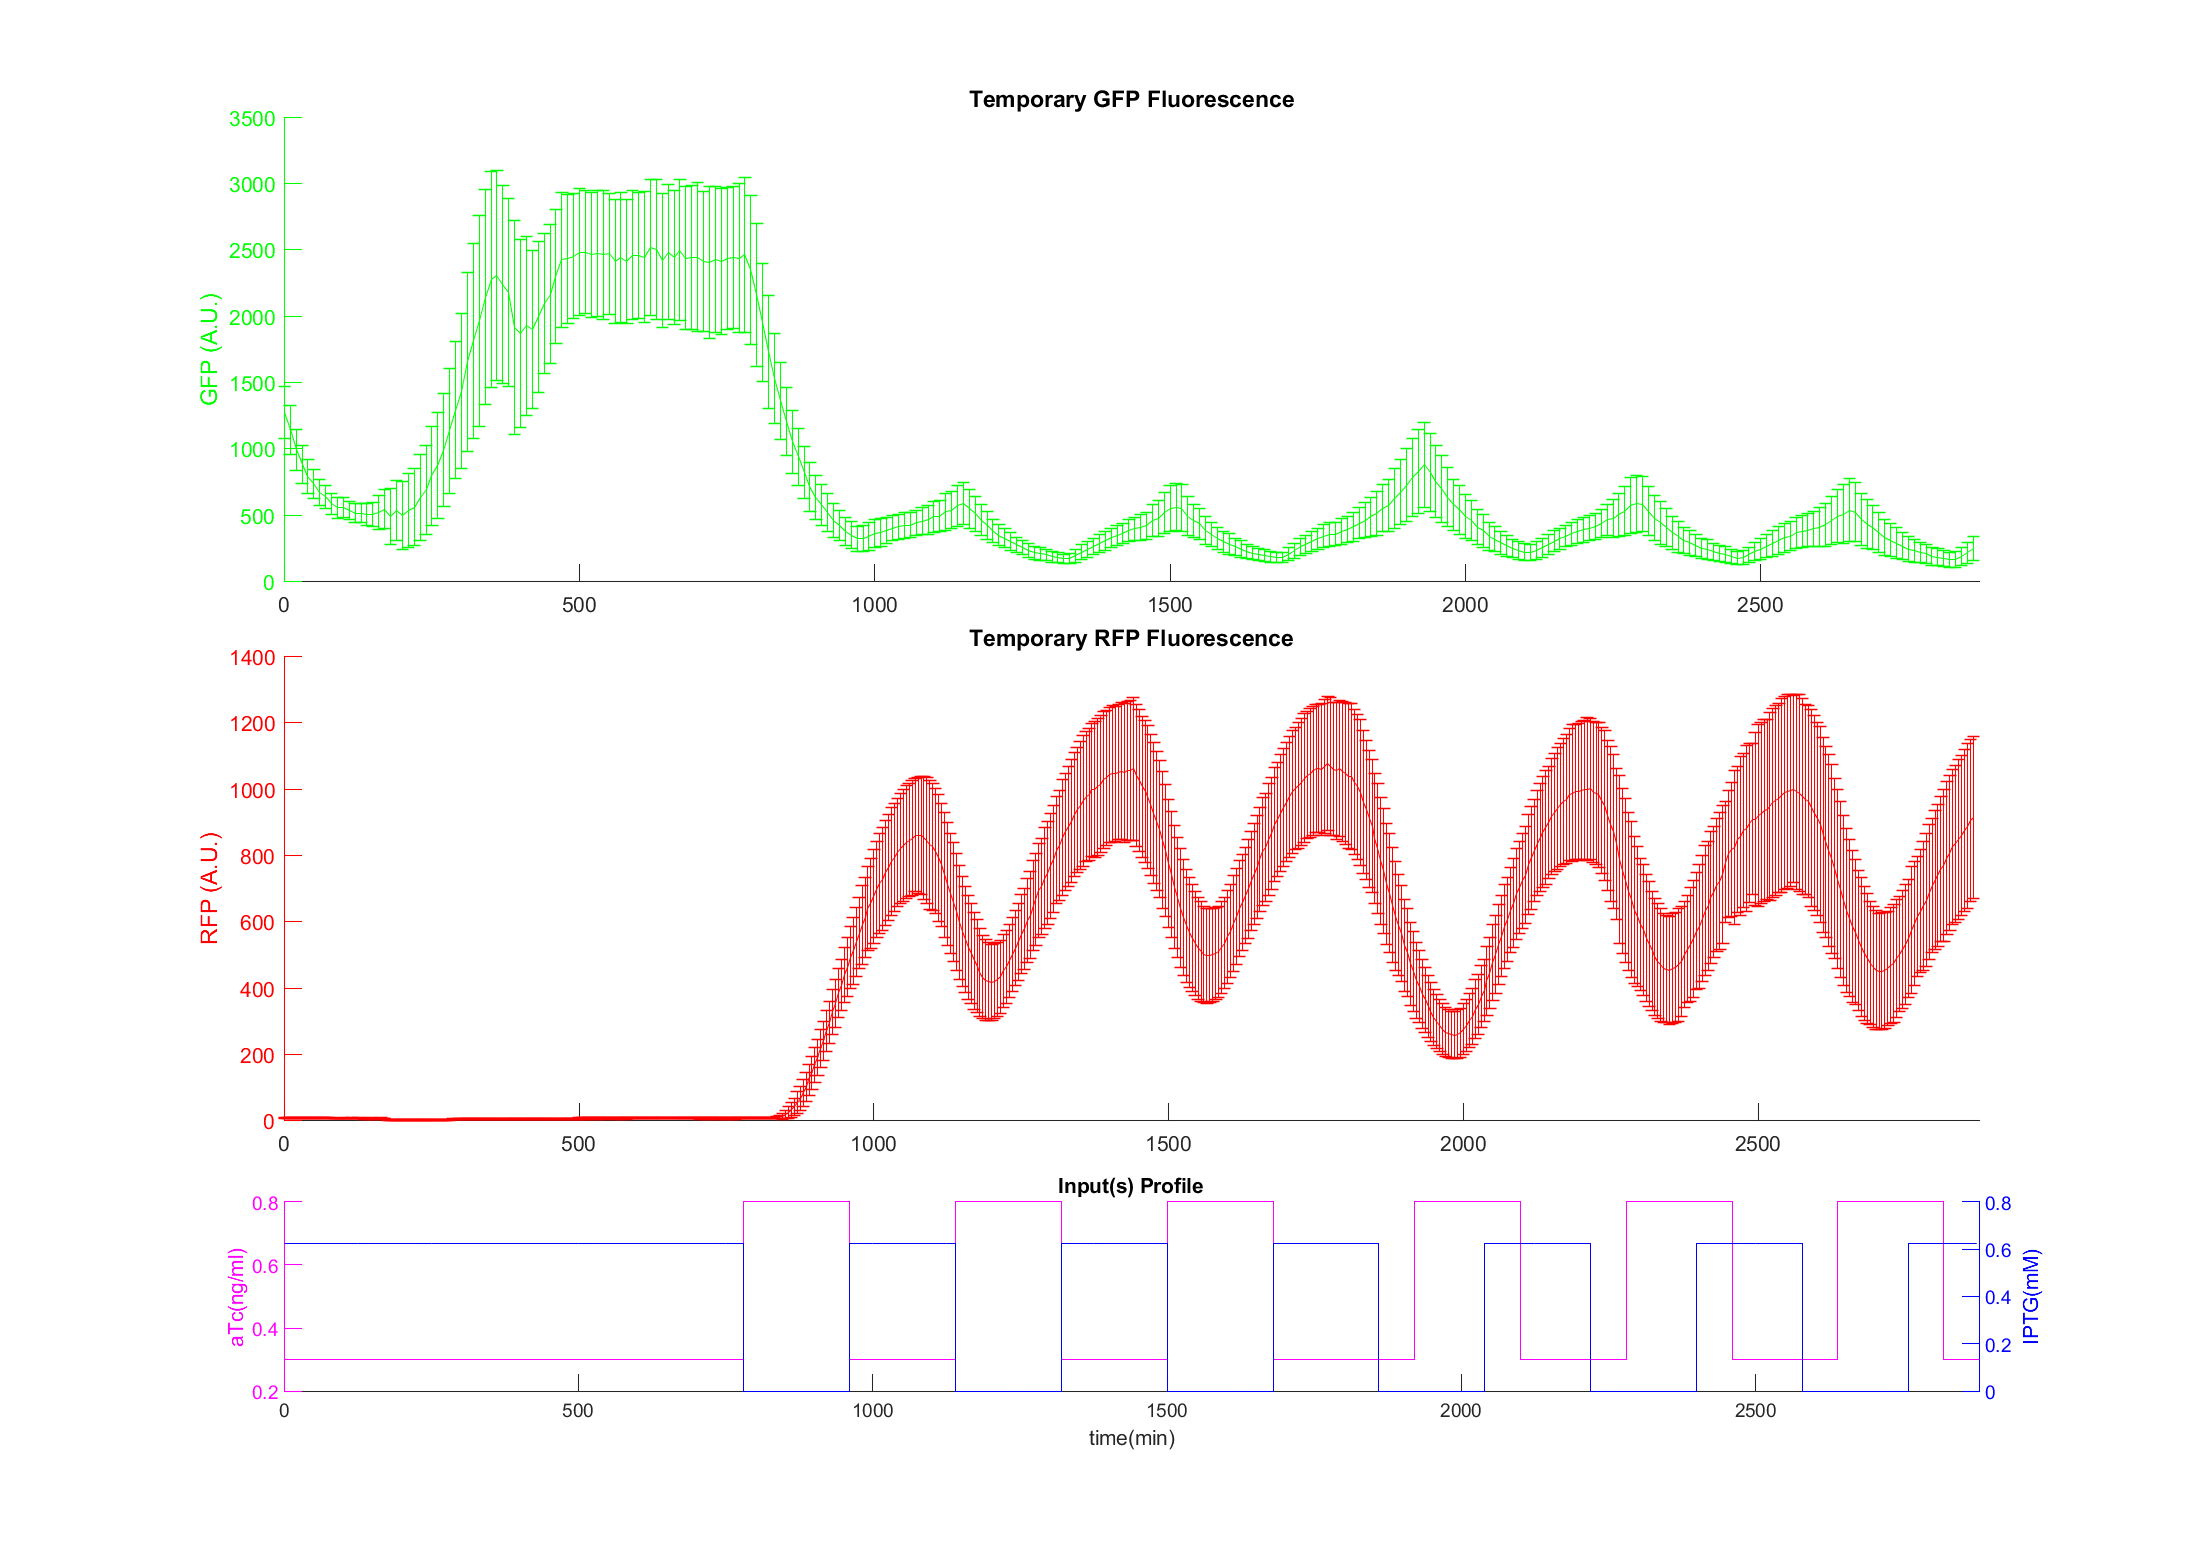 Temporary GFP Fluorescence
3500
3000
2500
2000
1500
1000
500
0
GFP (A.U.)
0 500 1000 1500 2000 2500
Temporary RFP Fluorescence
1400
1200
1000
800
600
400
200
0
RFP (A.U.)
0 500 1000 1500 2000 2500
Input(s) Profile
0.8
0.6
0.4
0.2
aTc(ng/ml)
0.8
0.6
0.4
0.2
0
IPTG(mM)
0 500 1000 1500 2000 2500
time(min)